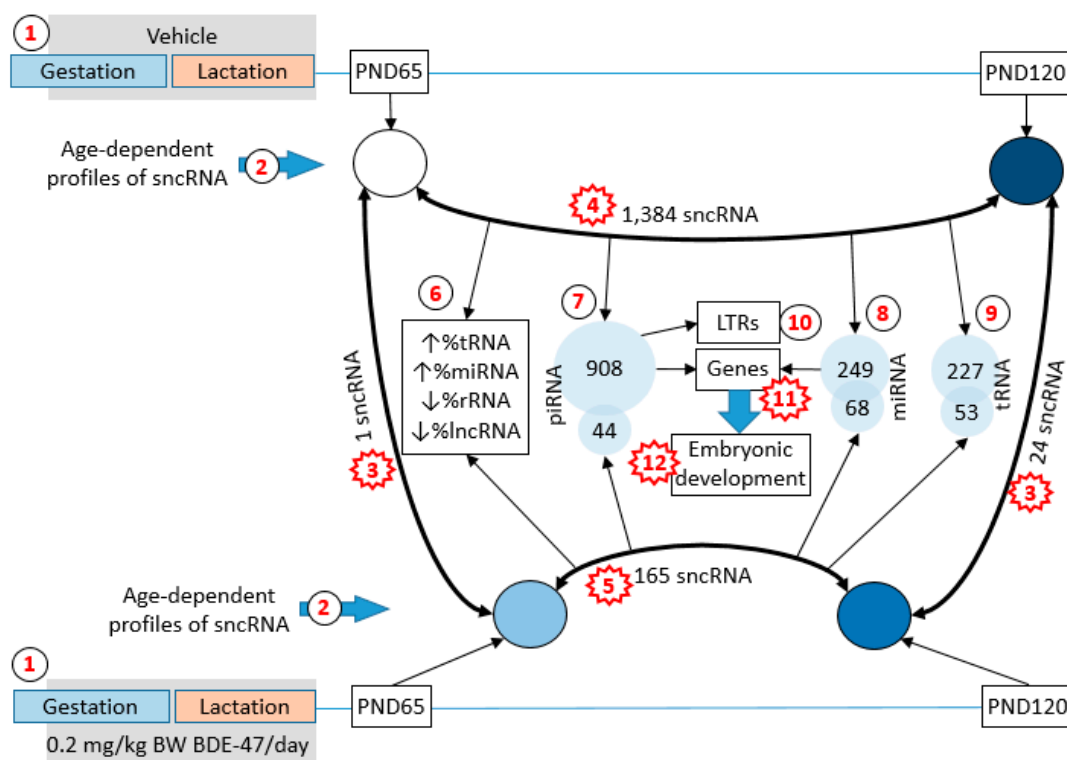 1
Vehicle
Gestation
Lactation
PND65
PND120
Age-dependent
profiles of sncRNA
2
4
1,384 sncRNA
6
7
8
9
↑%tRNA
↑%miRNA
↓%rRNA
↓%lncRNA
piRNA
908
44
LTRs
10
Genes
11
12
Embryonic
development
249
68
miRNA
227
53
tRNA
1 sncRNA
3
24 sncRNA
3
5
165 sncRNA
Age-dependent
profiles of sncRNA
2
1
Gestation
Lactation
PND65
PND120
0.2 mg/kg BW BDE-47/day